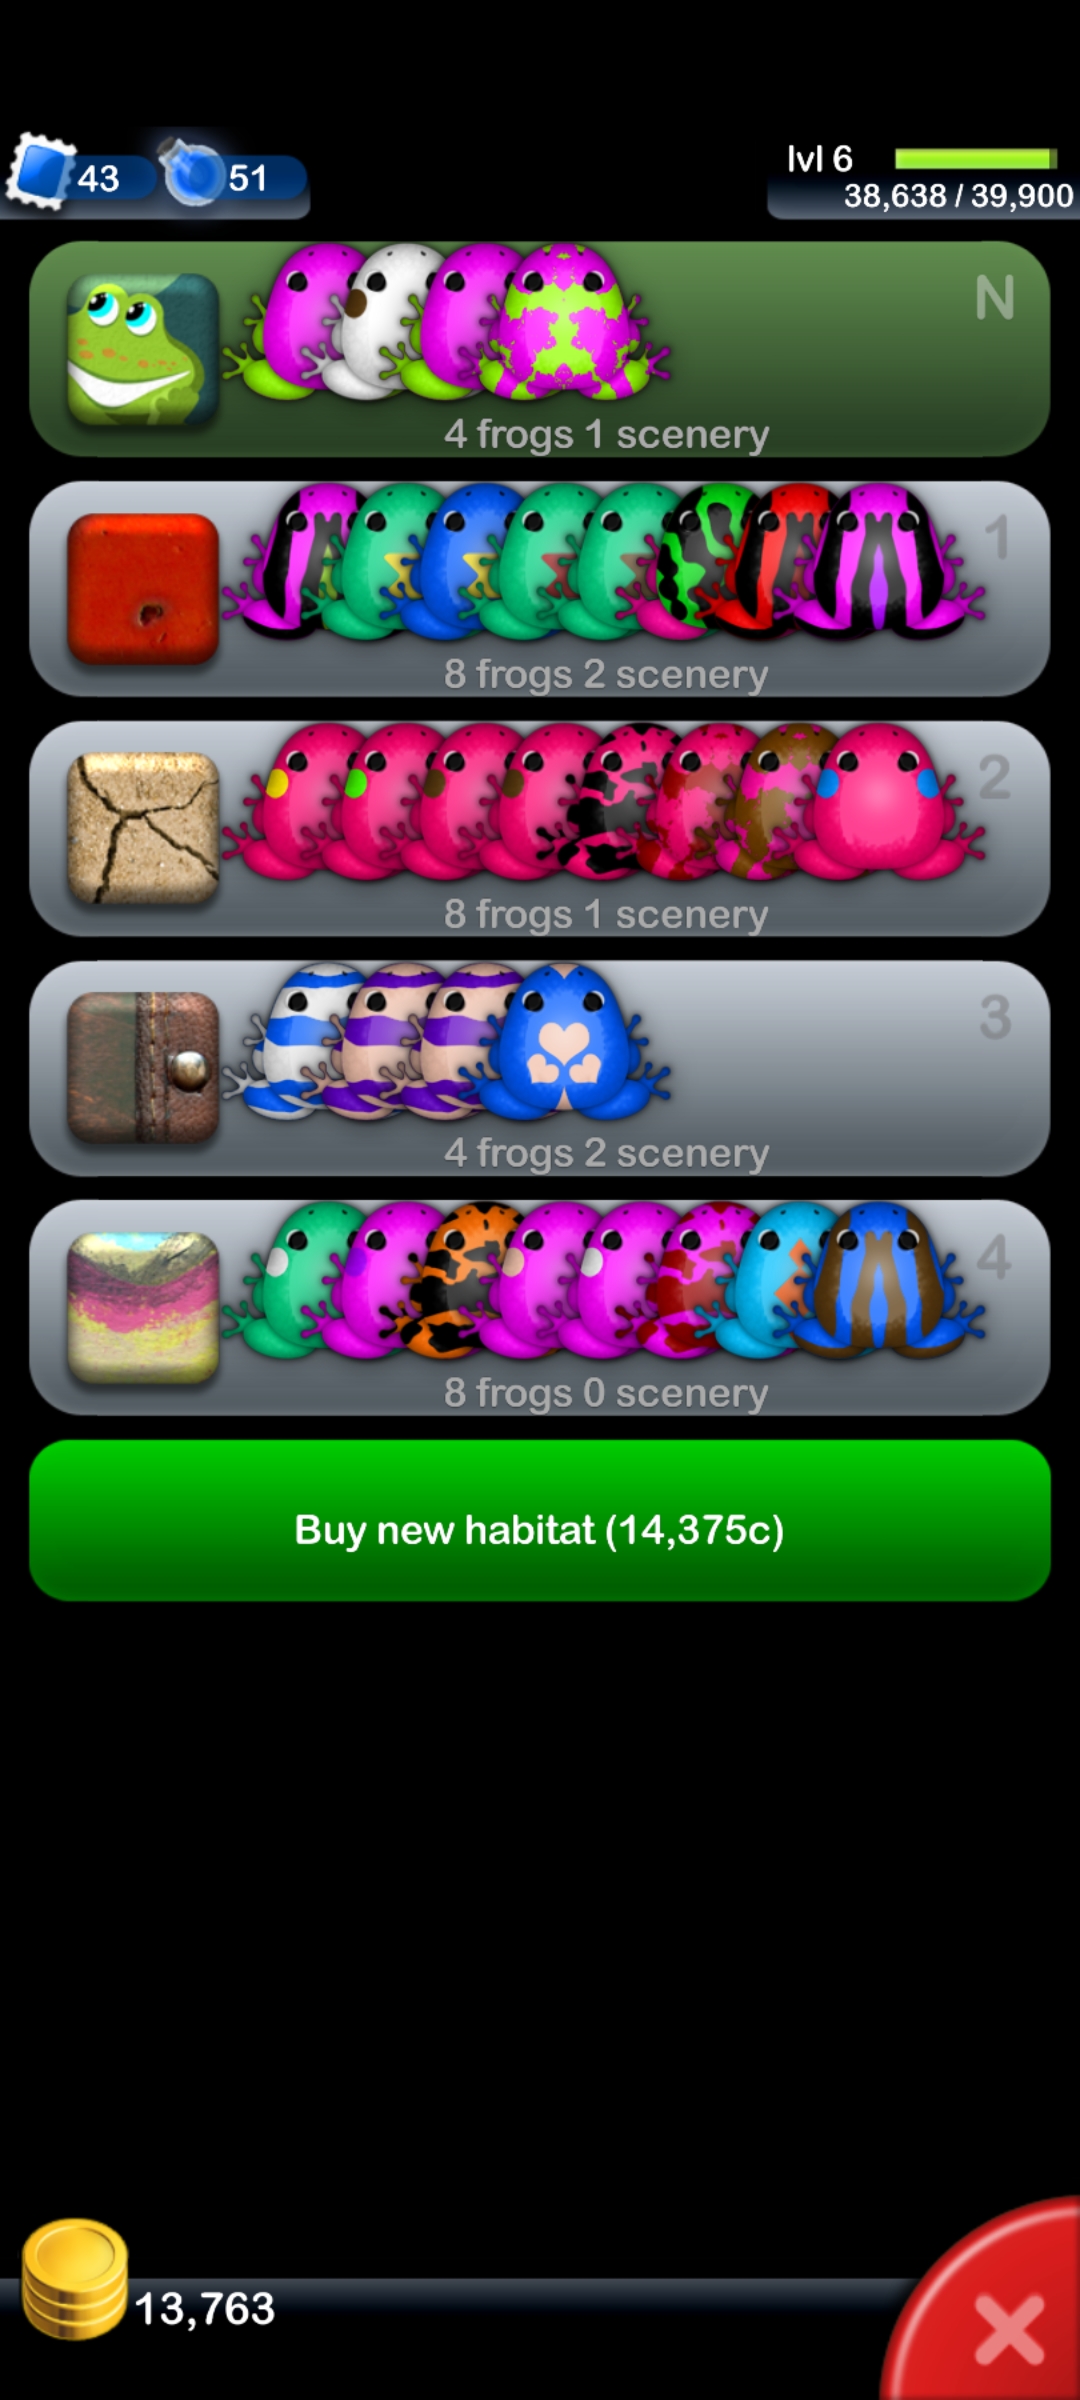 43
51
lvl 6
38,638 / 39,900
N
4 frogs 1 scenery
1
8 frogs 2 scenery
2
8 frogs 1 scenery
3
4 frogs 2 scenery
4
8 frogs 0 scenery
Buy new habitat (14,375c)
13,763